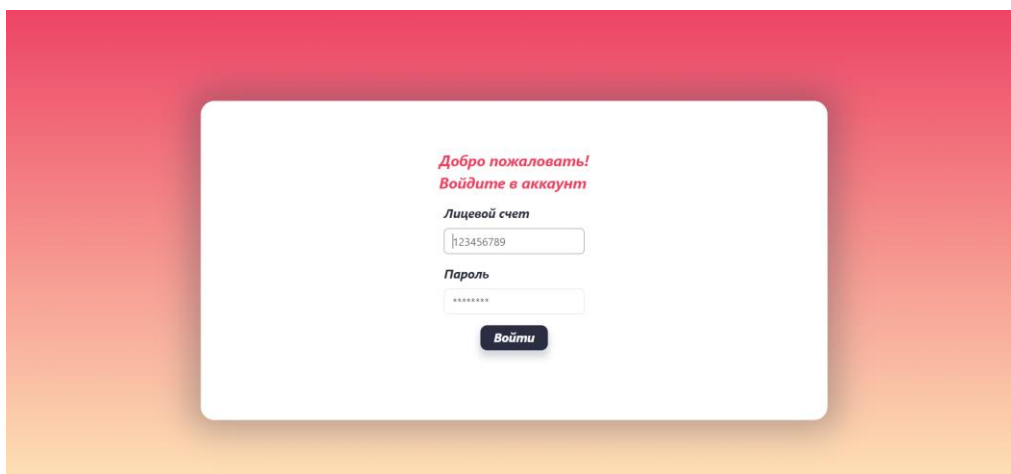 Добро пожаловать!
Войдите в аккаунт
Лицевой счет
123456789
Пароль
********
Войти